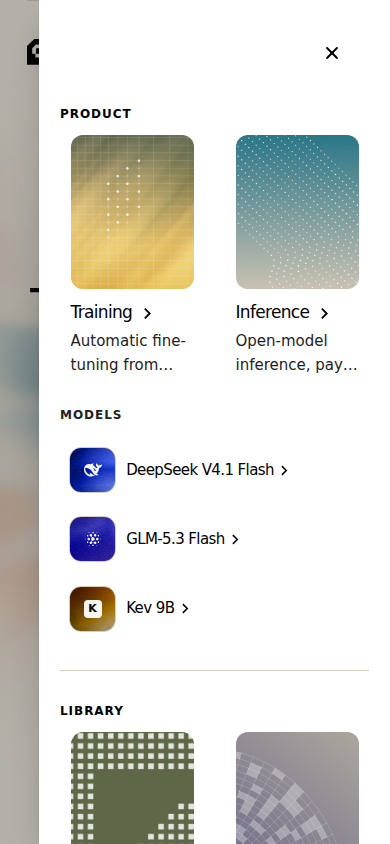 PRODUCT
Training
Automatic fine-
tuning from...
Inference
Open-model
inference, pay...
MODELS
DeepSeek V4.1 Flash
GLM-5.3 Flash
K
Kev 9B
LIBRARY